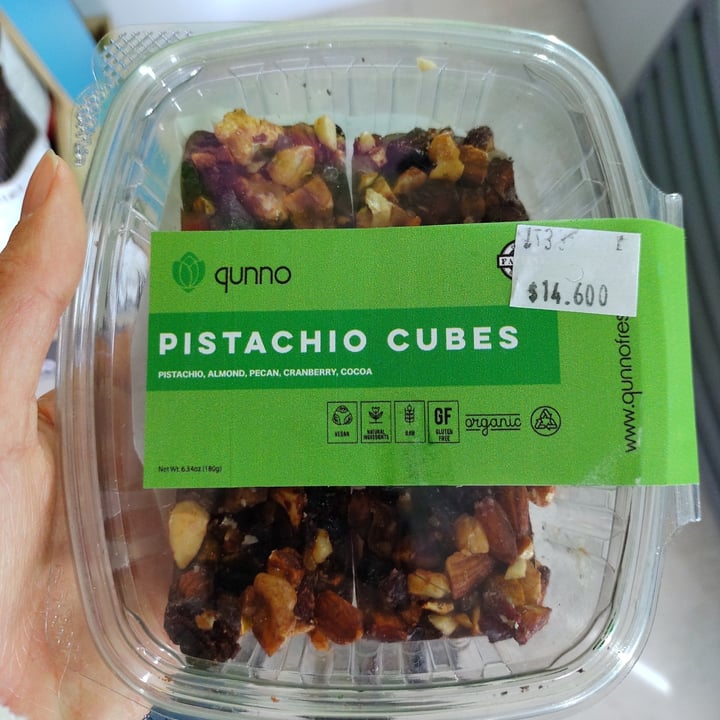 qunno
$14.600
PISTACHIO CUBES
PISTACHIO, ALMOND, PECAN, CRANBERRY, COCOA
VEGAN
NATURAL INGREDIENTS
RAW
GF
GLUTEN FREE
organic
Net Wt. 6.34oz (180g)
www.qunnofres